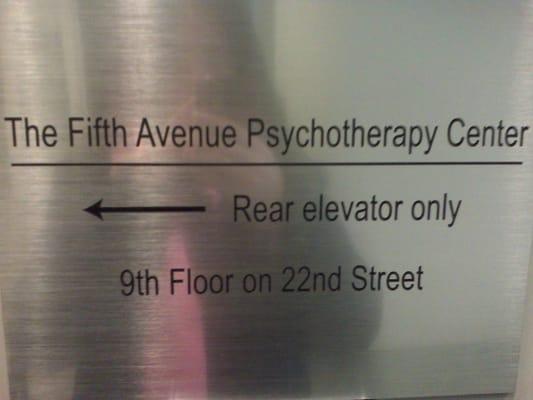 The Fifth Avenue Psychotherapy Center
Rear elevator only
9th Floor on 22nd Street